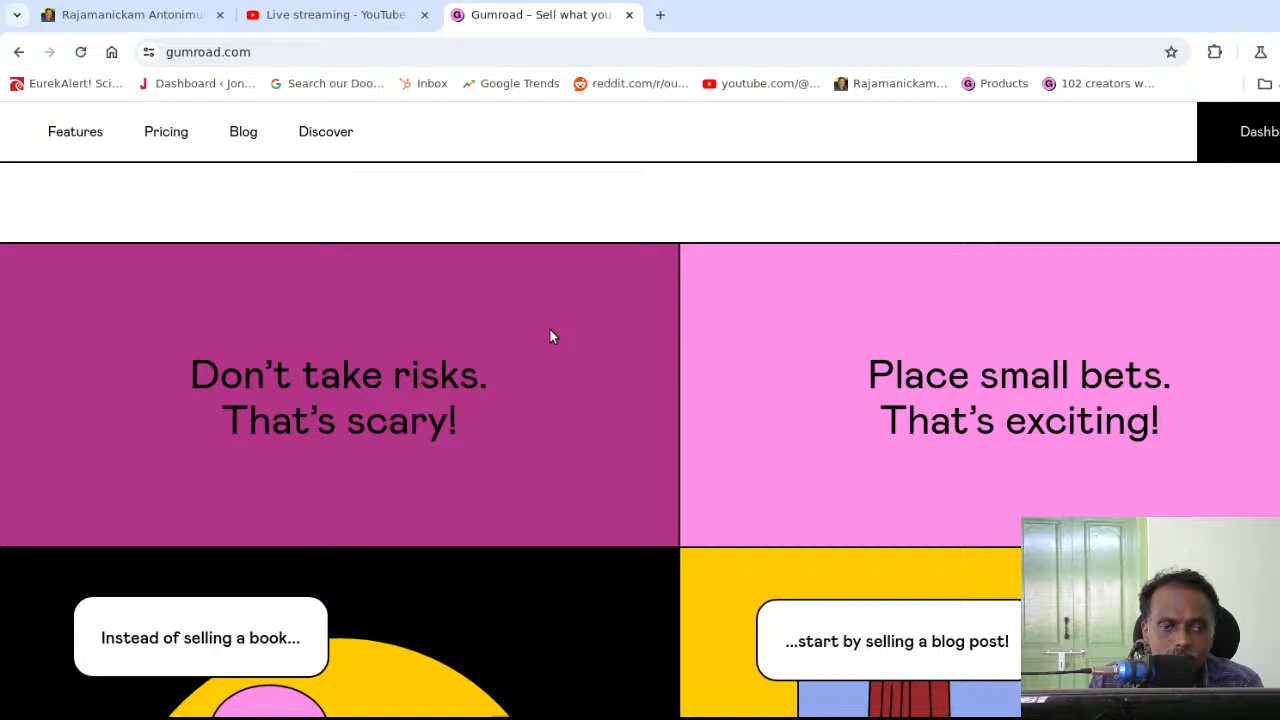 Rajamanickam Antonimu
Live streaming - YouTube
Gumroad – Sell what you
gumroad.com
EurekAlert! Sci...
Dashboard ‹ Jon...
Search our Doo...
Inbox
Google Trends
reddit.com/r/ou...
youtube.com/@...
Rajamanickam...
Products
102 creators w...
Features
Pricing
Blog
Discover
Dashb
Don’t take risks.
That’s scary!
Place small bets.
That’s exciting!
Instead of selling a book...
...start by selling a blog post!